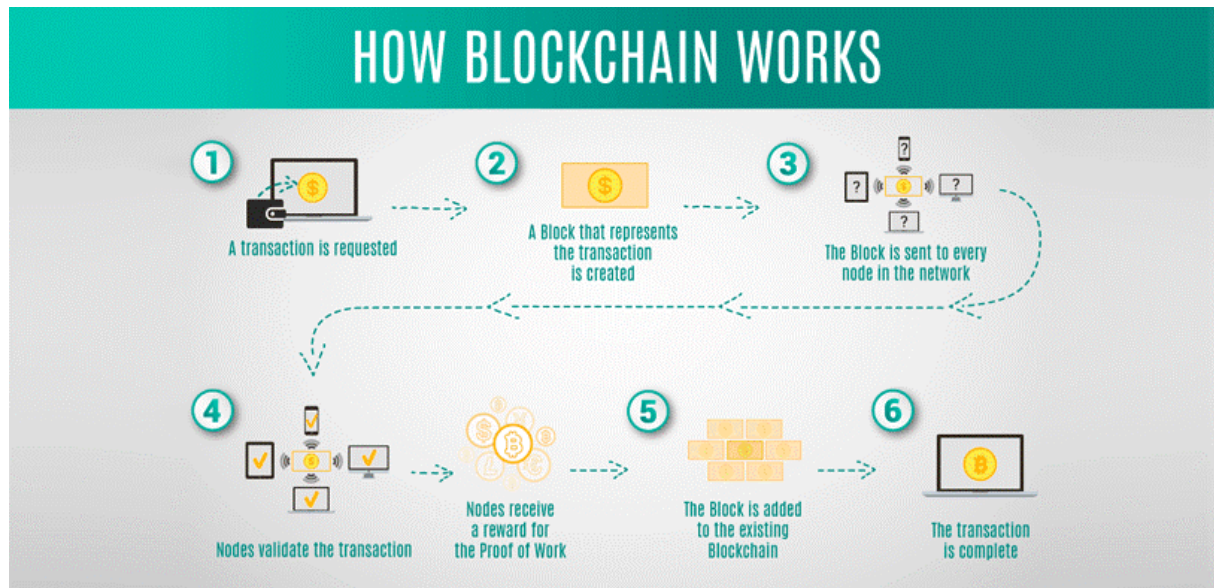 HOW BLOCKCHAIN WORKS
1
$
A transaction is requested
2
$
A Block that represents
the transaction
is created
3
?
?
$
?
?
The Block is sent to every
node in the network
4
$
Nodes validate the transaction
$
$
B
$
L
€
Nodes receive
a reward for
the Proof of Work
5
The Block is added
to the existing
Blockchain
6
B
The transaction
is complete